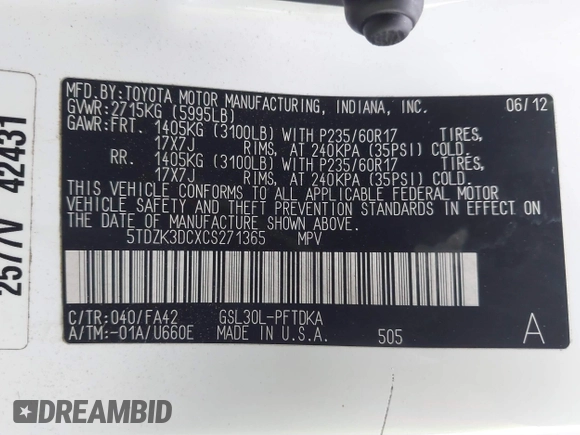 MFD. BY: TOYOTA MOTOR MANUFACTURING, INDIANA, INC. 06/12
GVWR: 2715KG (5995LB)
GAWR: FRT. 1405KG (3100LB) WITH P235/60R17 TIRES,
17X7J RIMS, AT 240KPA (35PSI) COLD.
RR. 1405KG (3100LB) WITH P235/60R17 TIRES,
17X7J RIMS, AT 240KPA (35PSI) COLD.
THIS VEHICLE CONFORMS TO ALL APPLICABLE FEDERAL MOTOR
VEHICLE SAFETY AND THEFT PREVENTION STANDARDS IN EFFECT ON
THE DATE OF MANUFACTURE SHOWN ABOVE.
5TDZK3DCXCS271365 MPV
C/TR: 040/FA42 GSL30L-PFTDKA
A/TM: -01A/U660E MADE IN U.S.A. 505 A
2577V 42431
DREAMBID